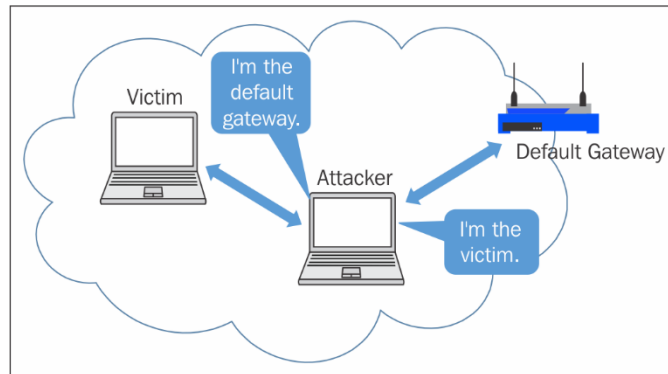 Victim
I'm the
default
gateway.
Default Gateway
Attacker
I'm the
victim.